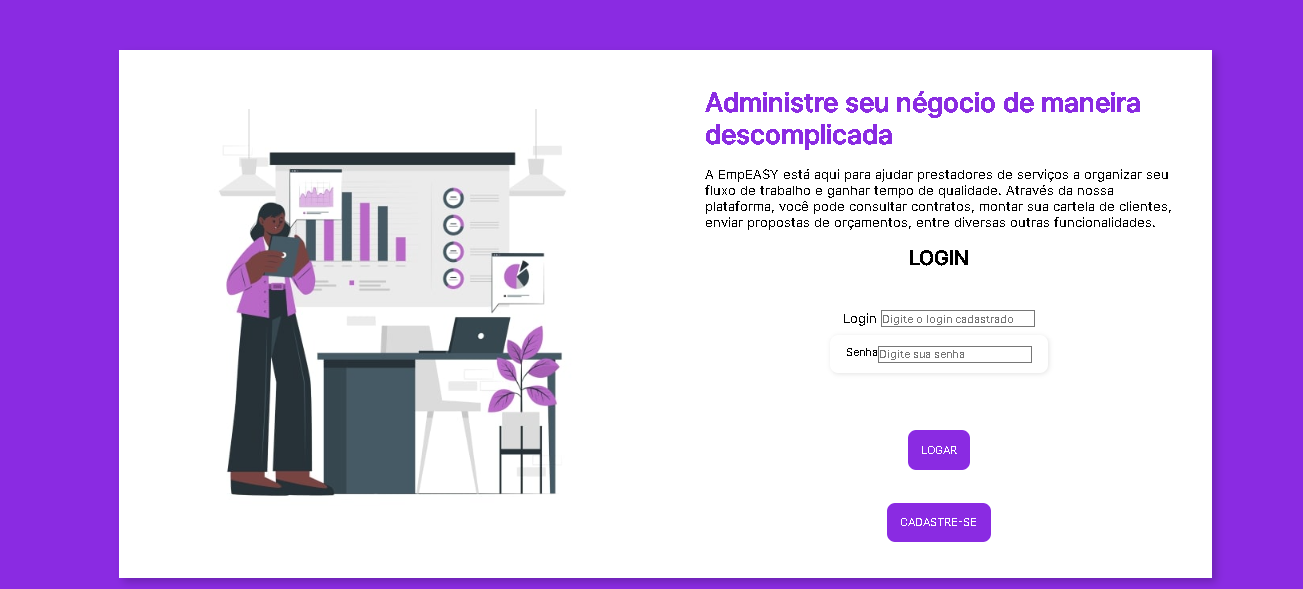 Administre seu négocio de maneira
descomplicada
A EmpEASY está aqui para ajudar prestadores de serviços a organizar seu
fluxo de trabalho e ganhar tempo de qualidade. Através da nossa
plataforma, você pode consultar contratos, montar sua cartela de clientes,
enviar propostas de orçamentos, entre diversas outras funcionalidades.
LOGIN
Login Digite o login cadastrado
Senha Digite sua senha
LOGAR
CADASTRE-SE